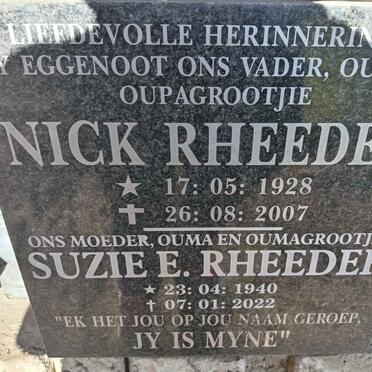 LIEFDEVOLLE HERINNERIN
Y EGGENOOT ONS VADER, OU
OUPAGROOTJIE
NICK RHEEDE
★ 17: 05: 1928
✝ 26: 08: 2007
ONS MOEDER, OUMA EN OUMAGROOTJ
SUZIE E. RHEEDER
★ 23: 04: 1940
✝ 07: 01: 2022
"EK HET JOU OP JOU NAAM GEROEP,
JY IS MYNE"